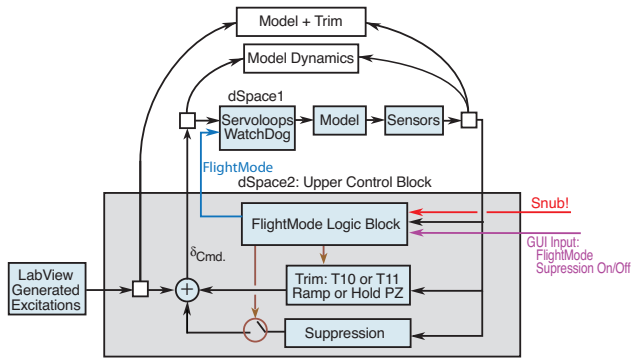 Model + Trim
Model Dynamics
dSpace1
Servoloops
WatchDog
Model
Sensors
FlightMode
dSpace2: Upper Control Block
Snub!
FlightMode Logic Block
GUI Input:
FlightMode
Supression On/Off
δCmd.
LabView
Generated
Excitations
+
Trim: T10 or T11
Ramp or Hold PZ
Suppression